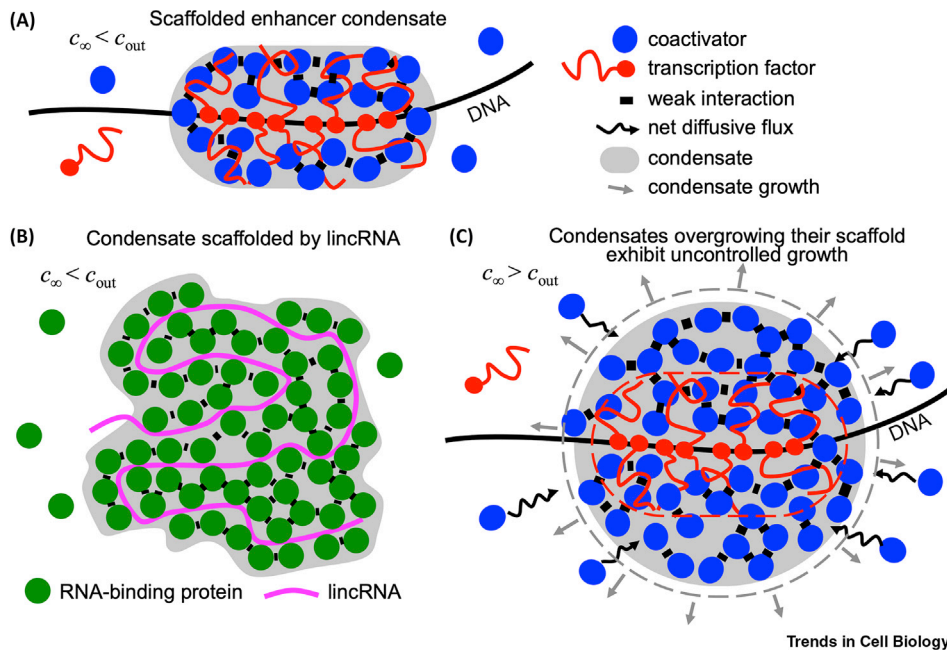 (A)
Scaffolded enhancer condensate
c∞ < cout
DNA
coactivator
transcription factor
weak interaction
net diffusive flux
condensate
condensate growth
(B)
Condensate scaffolded by lincRNA
c∞ < cout
RNA-binding protein
lincRNA
(C)
Condensates overgrowing their scaffold
exhibit uncontrolled growth
c∞ > cout
DNA
Trends in Cell Biology